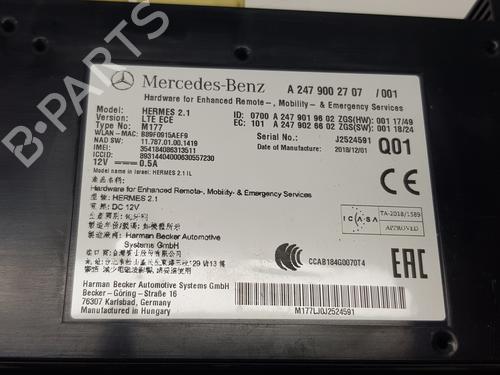 Mercedes-Benz A 247 900 27 07 / 001
Hardware for Enhanced Remote-, Mobility- & Emergency Services
Model: HERMES 2.1 ID: 0700 A 247 901 96 02 ZGS(HW): 001 17/49
Version: LTE ECE EC: 101 A 247 902 66 02 ZGS(SW): 001 18/24
Type No: M177
WLAN-MAC: B89F0915AEF9 Serial No.: J2524591
NAD SW: 11.787.01.00.1419 Date of Manufacture: 2018/12/01 Q01
IMEI: 354184086313511
ICCID: 89314404000630557230
12V 0.5A
Model name in Israel: HERMES 2.1 IL
Hardware for Enhanced Remote-, Mobility- & Emergency Services
HERMES 2.1
DC 12V
Harman Becker Automotive
Systems GmbH
CE
ICASA
TA-2018/1589
APPROVED
CCC
CCAB184G0070T4
EAC
Harman Becker Automotive Systems GmbH
Becker - Göring - Straße 16
76307 Karlsbad, Germany
Manufactured in Hungary
M177LJ0J2524591
B-Parts